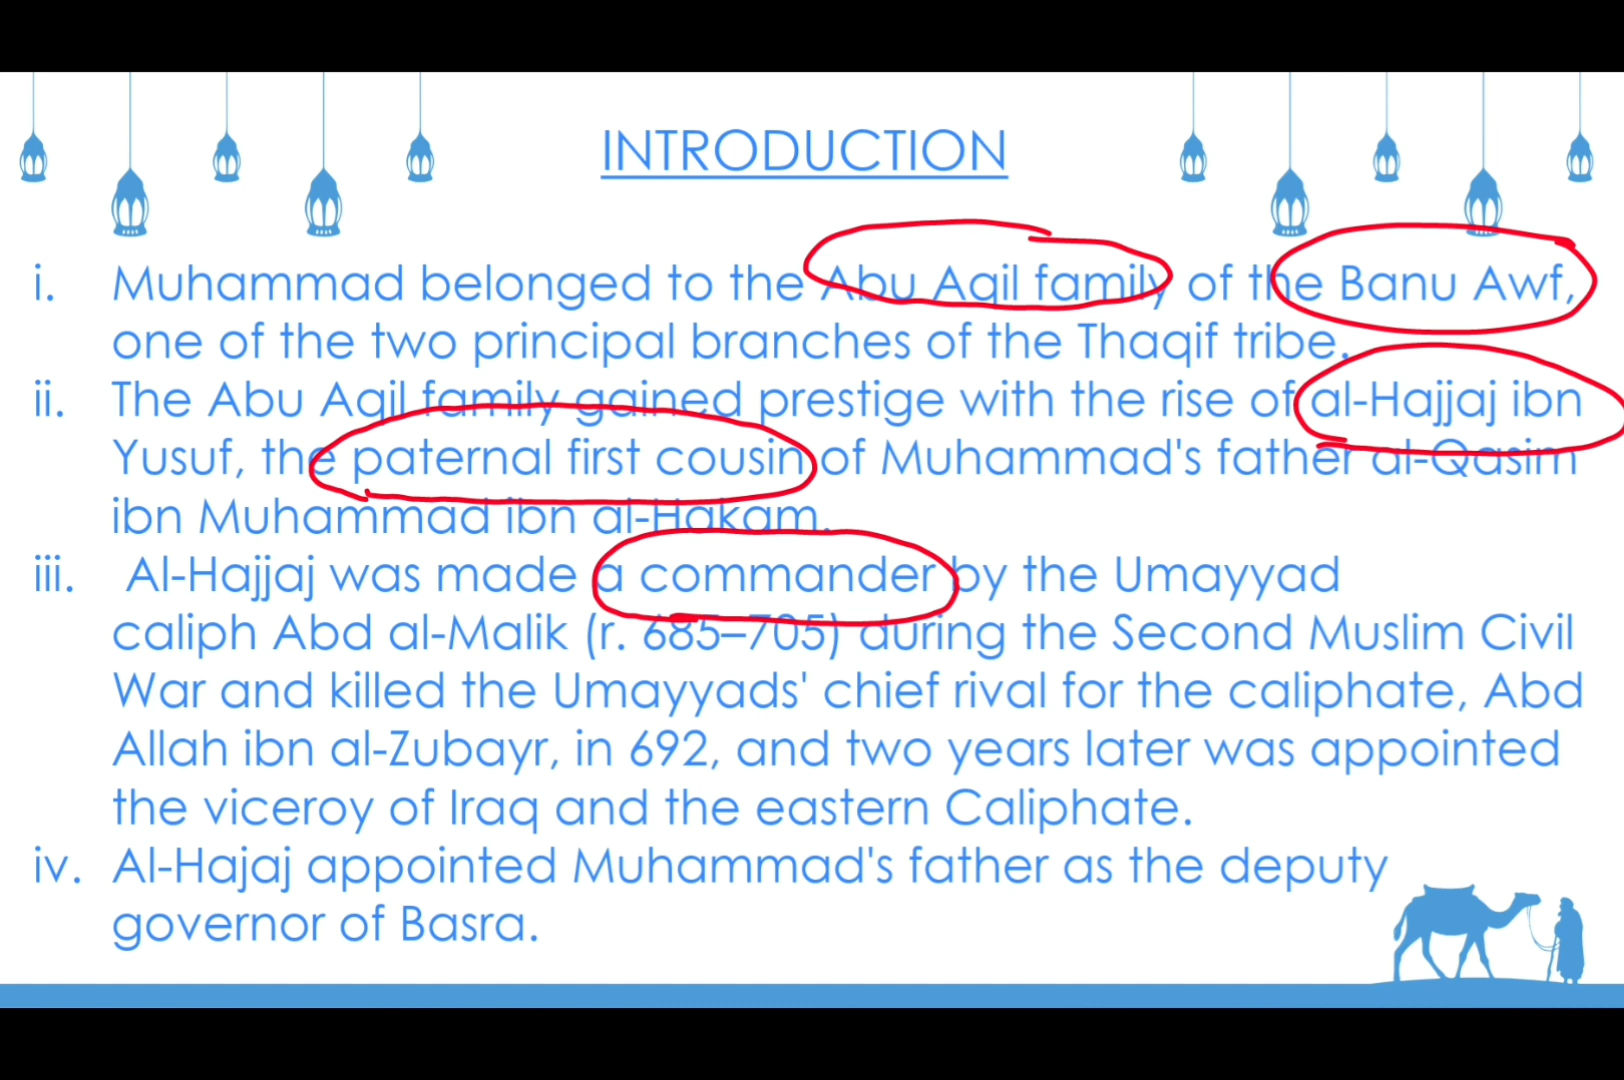 INTRODUCTION
i. Muhammad belonged to the Abu Aqil family of the Banu Awf,
one of the two principal branches of the Thaqif tribe.
ii. The Abu Aqil family gained prestige with the rise of al-Hajjaj ibn
Yusuf, the paternal first cousin of Muhammad's father al-Qasim
ibn Muhammad ibn al-Hakam.
iii. Al-Hajjaj was made a commander by the Umayyad
caliph Abd al-Malik (r. 685–705) during the Second Muslim Civil
War and killed the Umayyads' chief rival for the caliphate, Abd
Allah ibn al-Zubayr, in 692, and two years later was appointed
the viceroy of Iraq and the eastern Caliphate.
iv. Al-Hajaj appointed Muhammad's father as the deputy
governor of Basra.